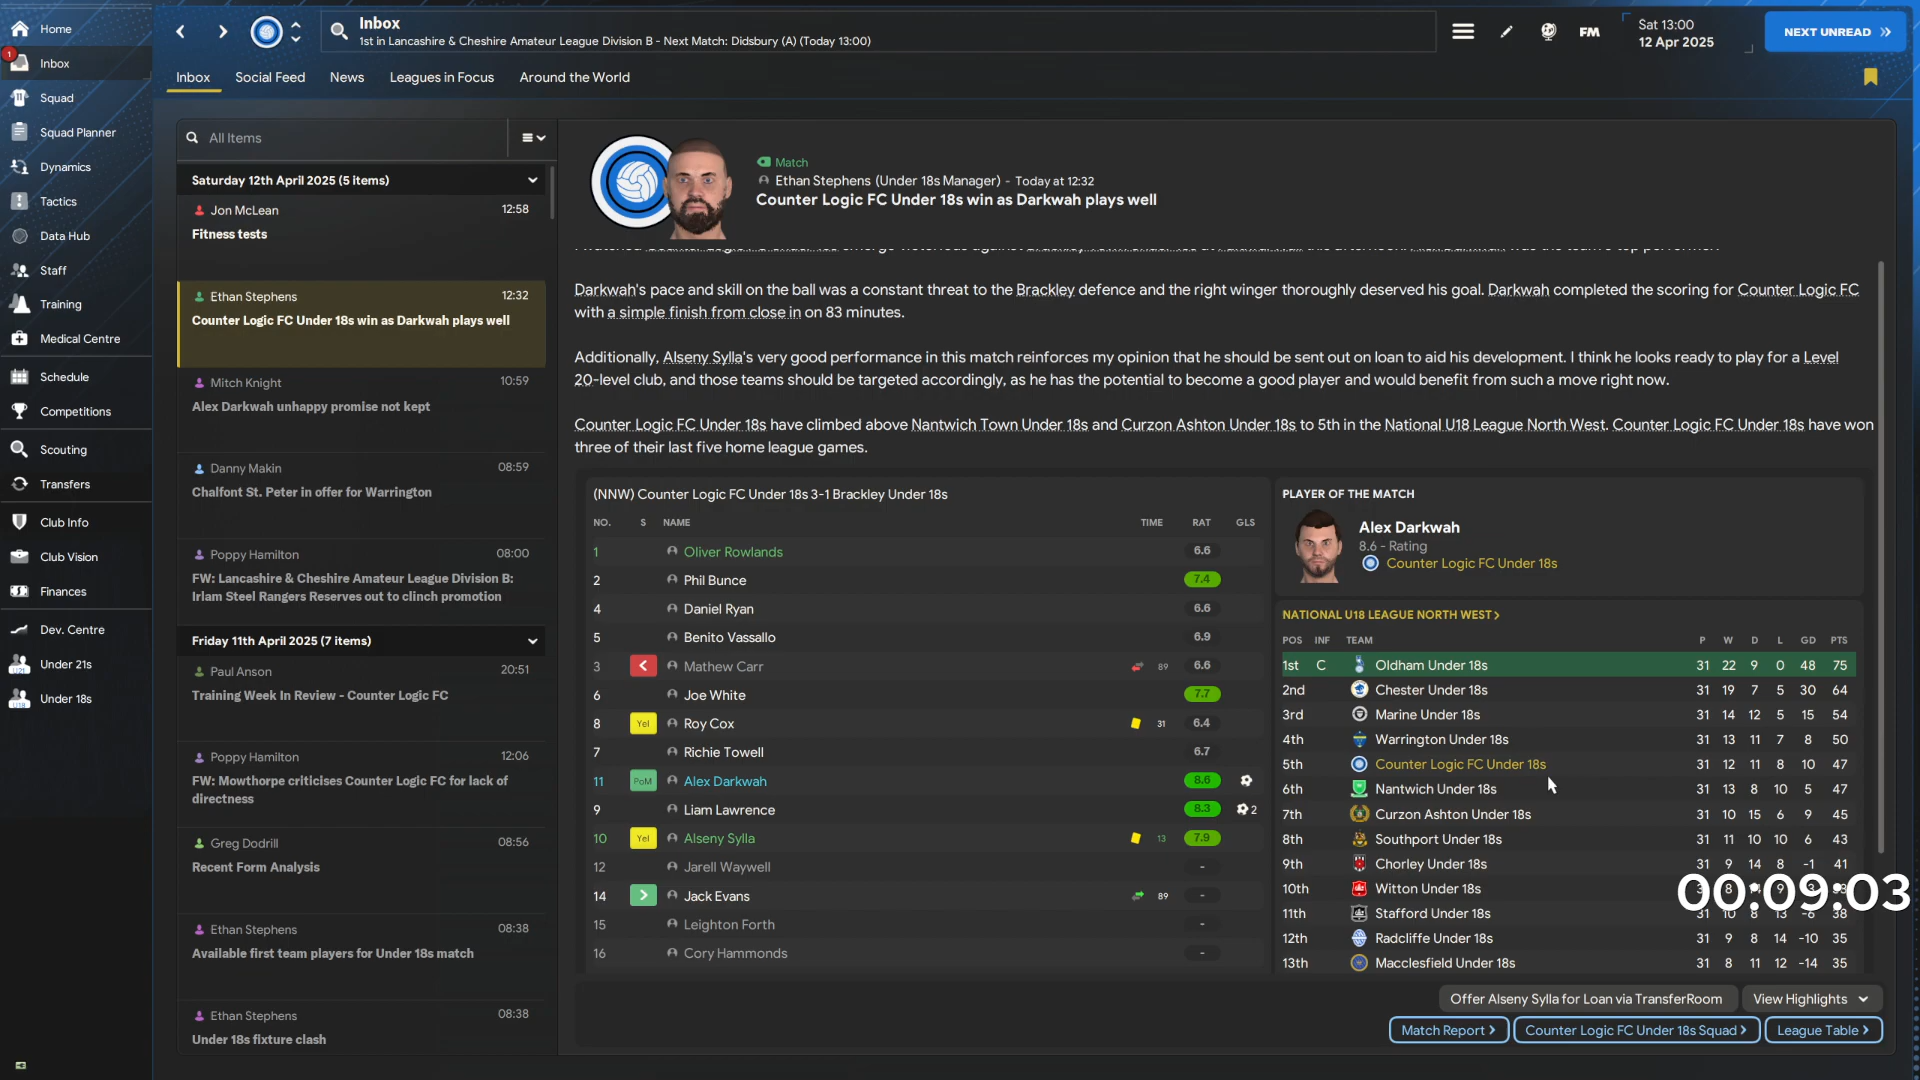 Home
1
Inbox
Squad
Squad Planner
Dynamics
Tactics
Data Hub
Staff
Training
Medical Centre
Schedule
Competitions
Scouting
Transfers
Club Info
Club Vision
Finances
Dev. Centre
Under 21s
Under 18s
Inbox
1st in Lancashire & Cheshire Amateur League Division B - Next Match: Didsbury (A) (Today 13:00)
FM
Sat 13:00
12 Apr 2025
NEXT UNREAD
Inbox
Social Feed
News
Leagues in Focus
Around the World
All Items
Saturday 12th April 2025 (5 items)
Jon McLean 12:58
Fitness tests
Ethan Stephens 12:32
Counter Logic FC Under 18s win as Darkwah plays well
Mitch Knight 10:59
Alex Darkwah unhappy promise not kept
Danny Makin 08:59
Chalfont St. Peter in offer for Warrington
Poppy Hamilton 08:00
FW: Lancashire & Cheshire Amateur League Division B:
Irlam Steel Rangers Reserves out to clinch promotion
Friday 11th April 2025 (7 items)
Paul Anson 20:51
Training Week In Review - Counter Logic FC
Poppy Hamilton 12:06
FW: Mowthorpe criticises Counter Logic FC for lack of
directness
Greg Dodrill 08:56
Recent Form Analysis
Ethan Stephens 08:38
Available first team players for Under 18s match
Ethan Stephens 08:38
Under 18s fixture clash
Match
Ethan Stephens (Under 18s Manager) - Today at 12:32
Counter Logic FC Under 18s win as Darkwah plays well
Darkwah's pace and skill on the ball was a constant threat to the Brackley defence and the right winger thoroughly deserved his goal. Darkwah completed the scoring for Counter Logic FC
with a simple finish from close in on 83 minutes.
Additionally, Alseny Sylla's very good performance in this match reinforces my opinion that he should be sent out on loan to aid his development. I think he looks ready to play for a Level
20-level club, and those teams should be targeted accordingly, as he has the potential to become a good player and would benefit from such a move right now.
Counter Logic FC Under 18s have climbed above Nantwich Town Under 18s and Curzon Ashton Under 18s to 5th in the National U18 League North West. Counter Logic FC Under 18s have won
three of their last five home league games.
(NNW) Counter Logic FC Under 18s 3-1 Brackley Under 18s
NO. S NAME TIME RAT GLS
1 Oliver Rowlands 6.6
2 Phil Bunce 7.4
4 Daniel Ryan 6.6
5 Benito Vassallo 6.9
3 Mathew Carr 89 6.6
6 Joe White 7.7
8 Yel Roy Cox 31 6.4
7 Richie Towell 6.7
11 PoM Alex Darkwah 8.6
9 Liam Lawrence 8.3 2
10 Yel Alseny Sylla 13 7.9
12 Jarell Waywell -
14 Jack Evans 89 -
15 Leighton Forth -
16 Cory Hammonds -
PLAYER OF THE MATCH
Alex Darkwah
8.6 - Rating
Counter Logic FC Under 18s
NATIONAL U18 LEAGUE NORTH WEST >
POS INF TEAM P W D L GD PTS
1st C Oldham Under 18s 31 22 9 0 48 75
2nd Chester Under 18s 31 19 7 5 30 64
3rd Marine Under 18s 31 14 12 5 15 54
4th Warrington Under 18s 31 13 11 7 8 50
5th Counter Logic FC Under 18s 31 12 11 8 10 47
6th Nantwich Under 18s 31 13 8 10 5 47
7th Curzon Ashton Under 18s 31 10 15 6 9 45
8th Southport Under 18s 31 11 10 10 6 43
9th Chorley Under 18s 31 9 14 8 -1 41
10th Witton Under 18s
00:09:03
11th Stafford Under 18s 31 10 8 13 -6 38
12th Radcliffe Under 18s 31 9 8 14 -10 35
13th Macclesfield Under 18s 31 8 11 12 -14 35
Offer Alseny Sylla for Loan via TransferRoom
View Highlights
Match Report >
Counter Logic FC Under 18s Squad >
League Table >